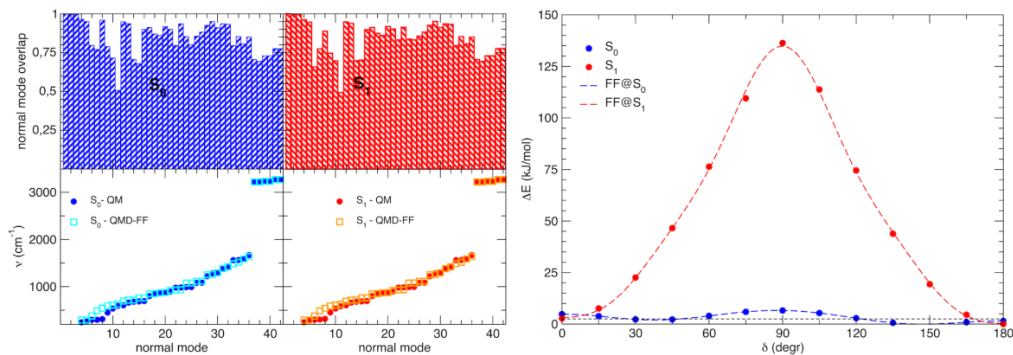 normal mode overlap
1
0,75
0,5
0,25
S0
S1
ν (cm⁻¹)
3000
2000
1000
S₀- QM
S₀ - QMD-FF
S₁ - QM
S₁ - QMD-FF
10 20 30 40
10 20 30 40
normal mode
normal mode
ΔE (kJ/mol)
150
125
100
75
50
25
0
S₀
S₁
FF@S₀
FF@S₁
0 30 60 90 120 150 180
δ (degr)